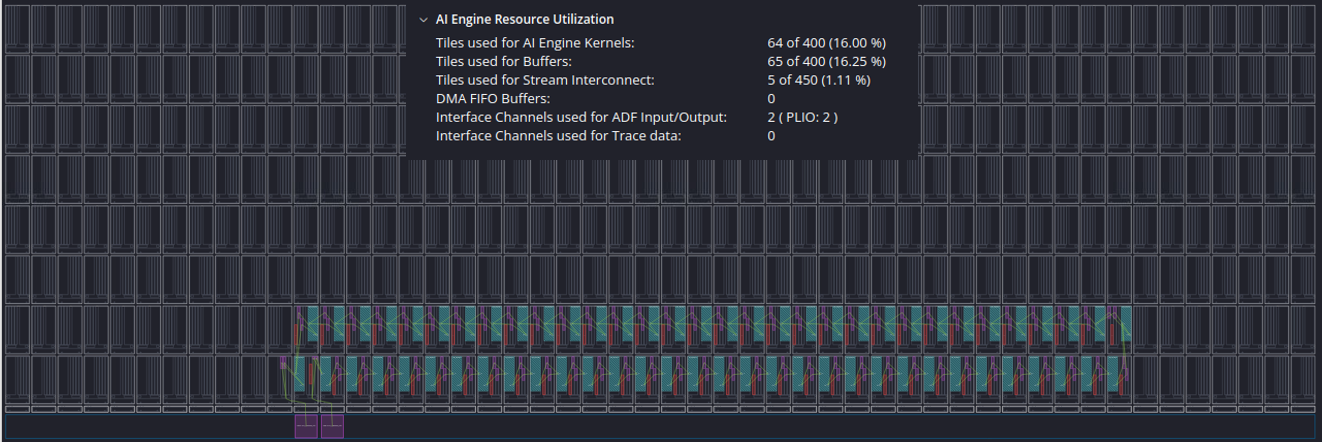 AI Engine Resource Utilization
Tiles used for AI Engine Kernels: 64 of 400 (16.00 %)
Tiles used for Buffers: 65 of 400 (16.25 %)
Tiles used for Stream Interconnect: 5 of 450 (1.11 %)
DMA FIFO Buffers: 0
Interface Channels used for ADF Input/Output: 2 ( PLIO: 2 )
Interface Channels used for Trace data: 0